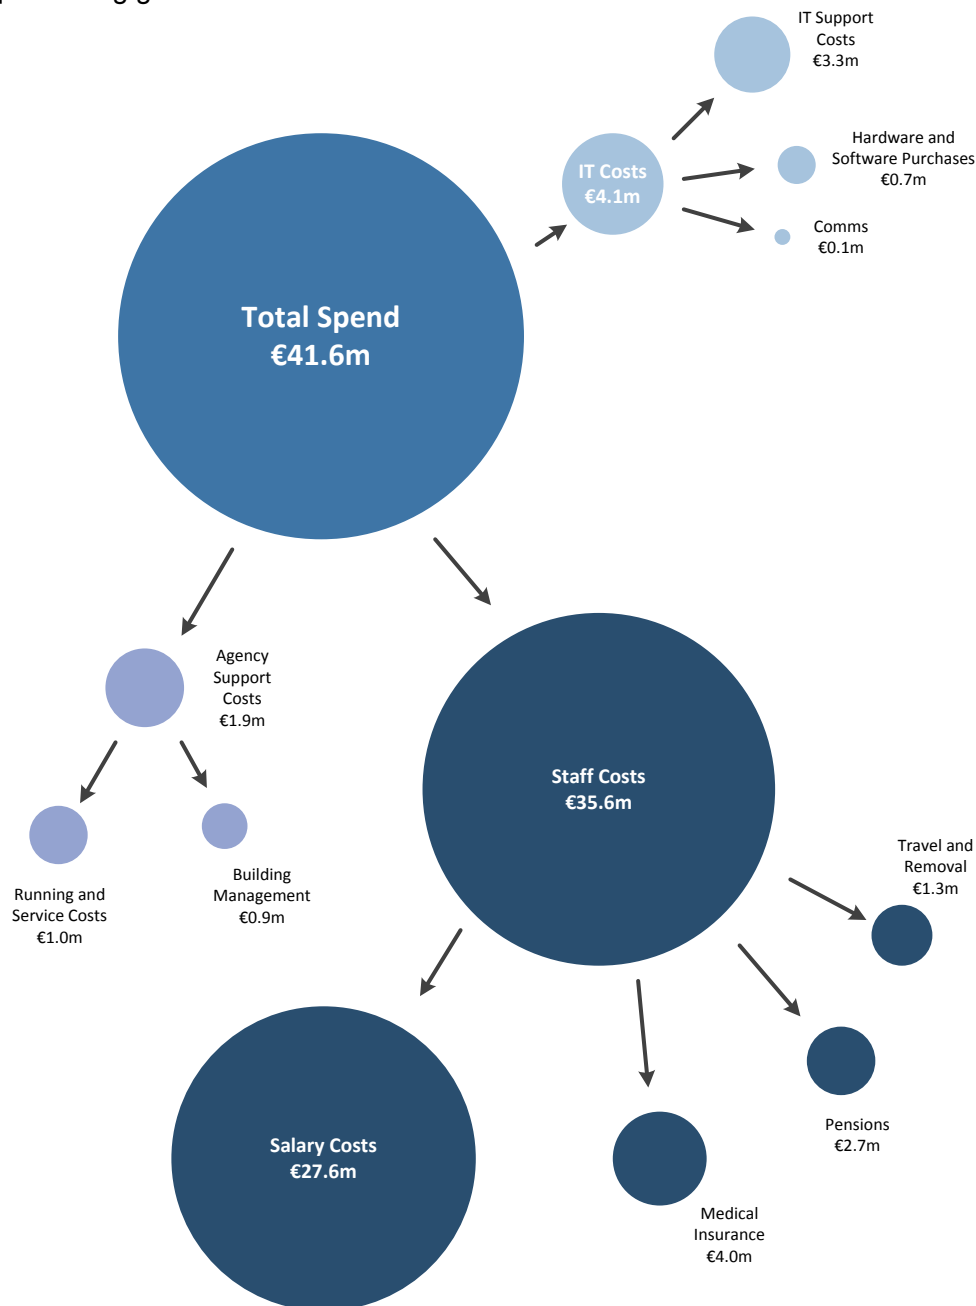 IT Support
Costs
€3.3m
Hardware and
Software Purchases
€0.7m
IT Costs
€4.1m
Comms
€0.1m
Total Spend
€41.6m
Agency
Support
Costs
€1.9m
Staff Costs
€35.6m
Travel and
Removal
€1.3m
Building
Management
€0.9m
Running and
Service Costs
€1.0m
Pensions
€2.7m
Salary Costs
€27.6m
Medical
Insurance
€4.0m